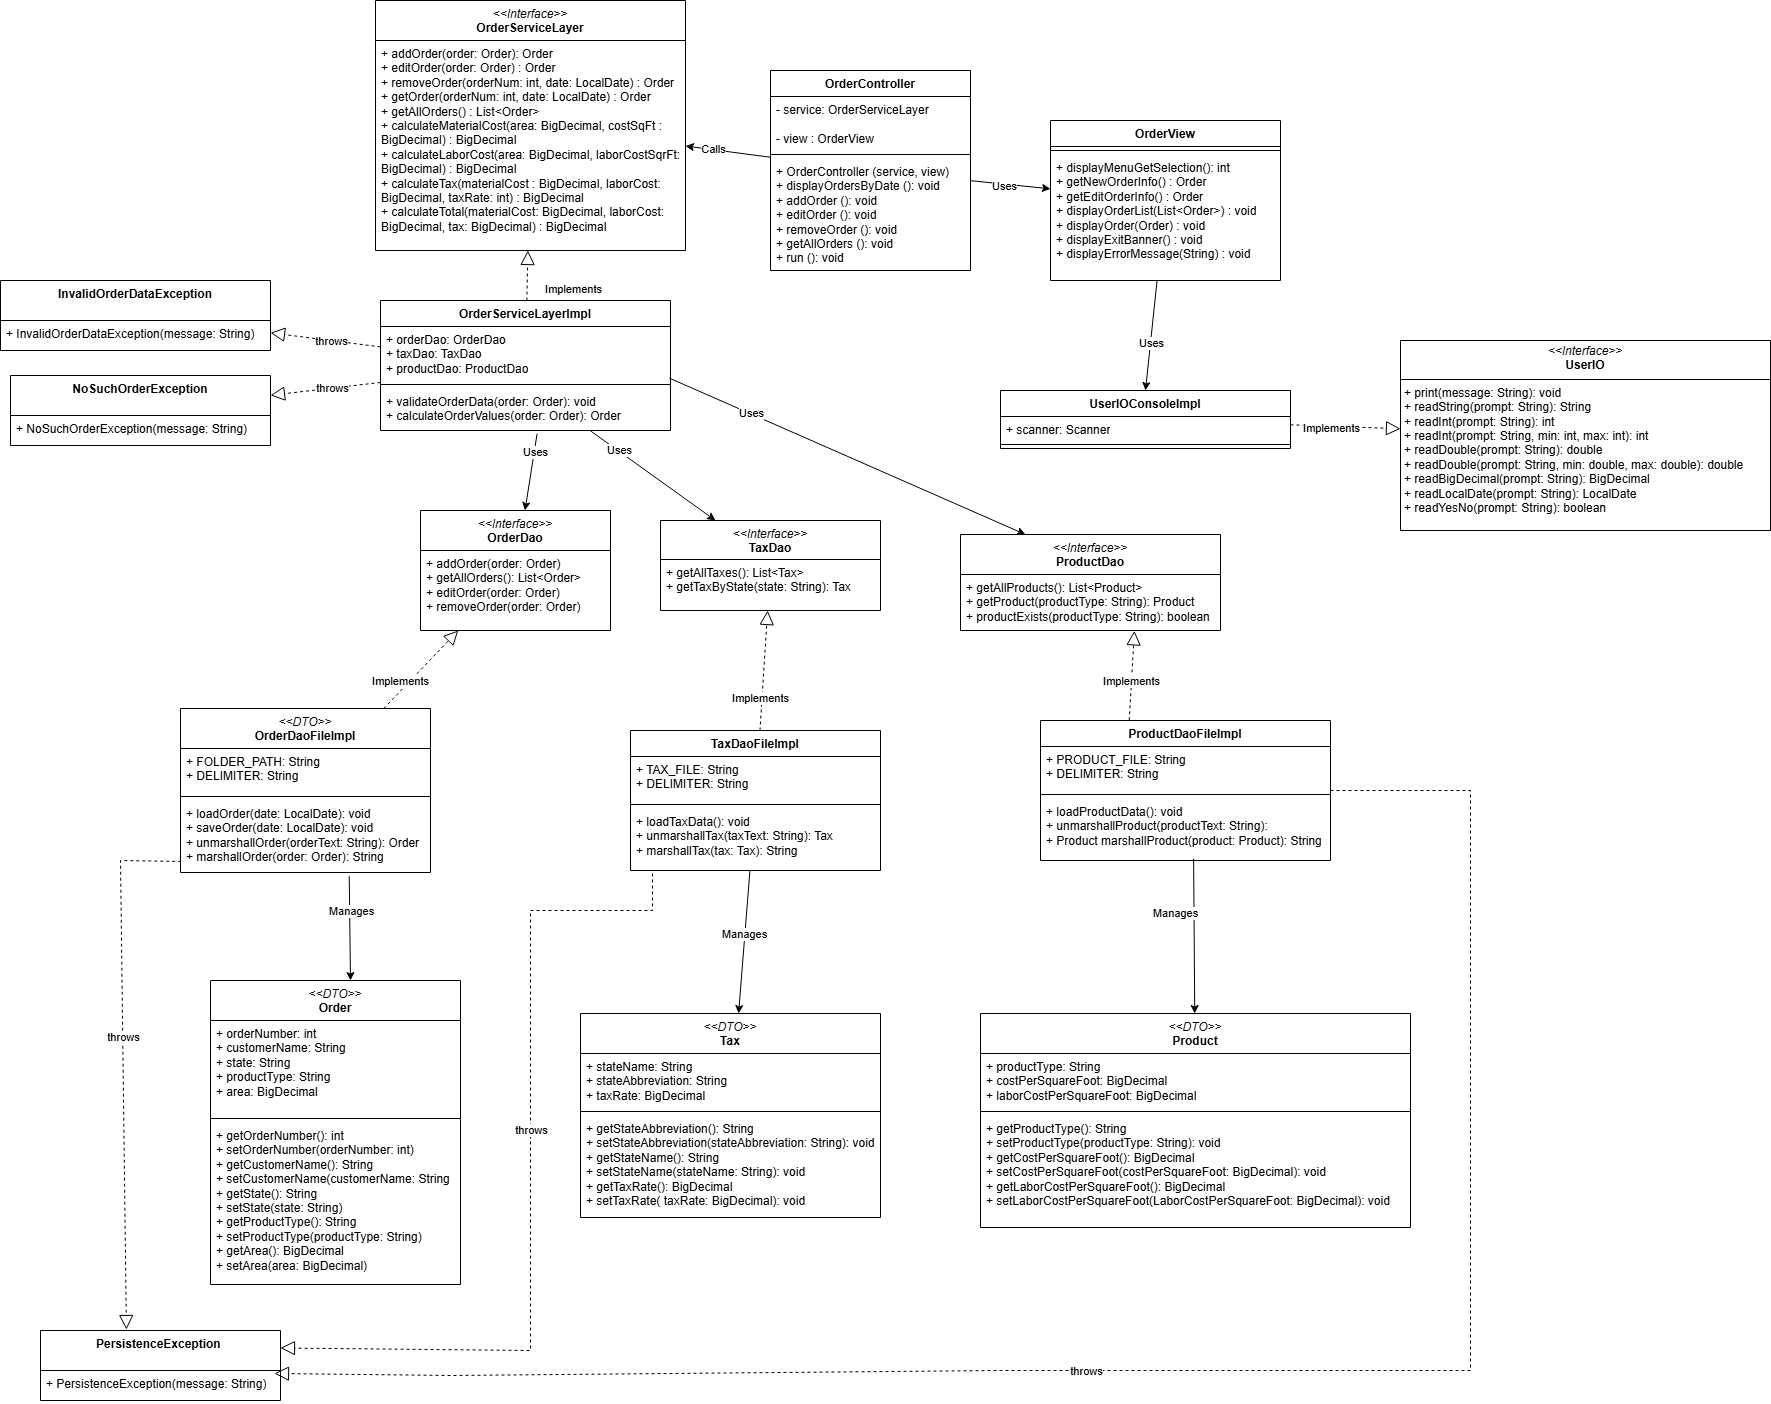 <<Interface>>
OrderServiceLayer
+ addOrder(order: Order): Order
+ editOrder(order: Order) : Order
+ removeOrder(orderNum: int, date: LocalDate) : Order
+ getOrder(orderNum: int, date: LocalDate) : Order
+ getAllOrders() : List<Order>
+ calculateMaterialCost(area: BigDecimal, costSqFt :
BigDecimal) : BigDecimal
+ calculateLaborCost(area: BigDecimal, laborCostSqrFt:
BigDecimal) : BigDecimal
+ calculateTax(materialCost : BigDecimal, laborCost:
BigDecimal, taxRate: int) : BigDecimal
+ calculateTotal(materialCost: BigDecimal, laborCost:
BigDecimal, tax: BigDecimal) : BigDecimal
Calls
OrderController
- service: OrderServiceLayer
- view : OrderView
+ OrderController (service, view)
+ displayOrdersByDate (): void
+ addOrder (): void
+ editOrder (): void
+ removeOrder (): void
+ getAllOrders (): void
+ run (): void
Uses
OrderView
+ displayMenuGetSelection(): int
+ getNewOrderInfo() : Order
+ getEditOrderInfo() : Order
+ displayOrderList(List<Order>) : void
+ displayOrder(Order) : void
+ displayExitBanner() : void
+ displayErrorMessage(String) : void
Implements
InvalidOrderDataException
+ InvalidOrderDataException(message: String)
throws
NoSuchOrderException
+ NoSuchOrderException(message: String)
throws
OrderServiceLayerImpl
+ orderDao: OrderDao
+ taxDao: TaxDao
+ productDao: ProductDao
+ validateOrderData(order: Order): void
+ calculateOrderValues(order: Order): Order
Uses
Uses
Uses
Uses
UserIOConsoleImpl
+ scanner: Scanner
Implements
<<Interface>>
UserIO
+ print(message: String): void
+ readString(prompt: String): String
+ readInt(prompt: String): int
+ readInt(prompt: String, min: int, max: int): int
+ readDouble(prompt: String): double
+ readDouble(prompt: String, min: double, max: double): double
+ readBigDecimal(prompt: String): BigDecimal
+ readLocalDate(prompt: String): LocalDate
+ readYesNo(prompt: String): boolean
<<Interface>>
OrderDao
+ addOrder(order: Order)
+ getAllOrders(): List<Order>
+ editOrder(order: Order)
+ removeOrder(order: Order)
<<Interface>>
TaxDao
+ getAllTaxes(): List<Tax>
+ getTaxByState(state: String): Tax
<<Interface>>
ProductDao
+ getAllProducts(): List<Product>
+ getProduct(productType: String): Product
+ productExists(productType: String): boolean
Implements
Implements
Implements
<<DTO>>
OrderDaoFileImpl
+ FOLDER_PATH: String
+ DELIMITER: String
+ loadOrder(date: LocalDate): void
+ saveOrder(date: LocalDate): void
+ unmarshallOrder(orderText: String): Order
+ marshallOrder(order: Order): String
TaxDaoFileImpl
+ TAX_FILE: String
+ DELIMITER: String
+ loadTaxData(): void
+ unmarshallTax(taxText: String): Tax
+ marshallTax(tax: Tax): String
ProductDaoFileImpl
+ PRODUCT_FILE: String
+ DELIMITER: String
+ loadProductData(): void
+ unmarshallProduct(productText: String):
+ Product marshallProduct(product: Product): String
Manages
Manages
Manages
throws
<<DTO>>
Order
+ orderNumber: int
+ customerName: String
+ state: String
+ productType: String
+ area: BigDecimal
+ getOrderNumber(): int
+ setOrderNumber(orderNumber: int)
+ getCustomerName(): String
+ setCustomerName(customerName: String
+ getState(): String
+ setState(state: String)
+ getProductType(): String
+ setProductType(productType: String)
+ getArea(): BigDecimal
+ setArea(area: BigDecimal)
throws
<<DTO>>
Tax
+ stateName: String
+ stateAbbreviation: String
+ taxRate: BigDecimal
+ getStateAbbreviation(): String
+ setStateAbbreviation(stateAbbreviation: String): void
+ getStateName(): String
+ setStateName(stateName: String): void
+ getTaxRate(): BigDecimal
+ setTaxRate( taxRate: BigDecimal): void
<<DTO>>
Product
+ productType: String
+ costPerSquareFoot: BigDecimal
+ laborCostPerSquareFoot: BigDecimal
+ getProductType(): String
+ setProductType(productType: String): void
+ getCostPerSquareFoot(): BigDecimal
+ setCostPerSquareFoot(costPerSquareFoot: BigDecimal): void
+ getLaborCostPerSquareFoot(): BigDecimal
+ setLaborCostPerSquareFoot(LaborCostPerSquareFoot: BigDecimal): void
PersistenceException
+ PersistenceException(message: String)
throws